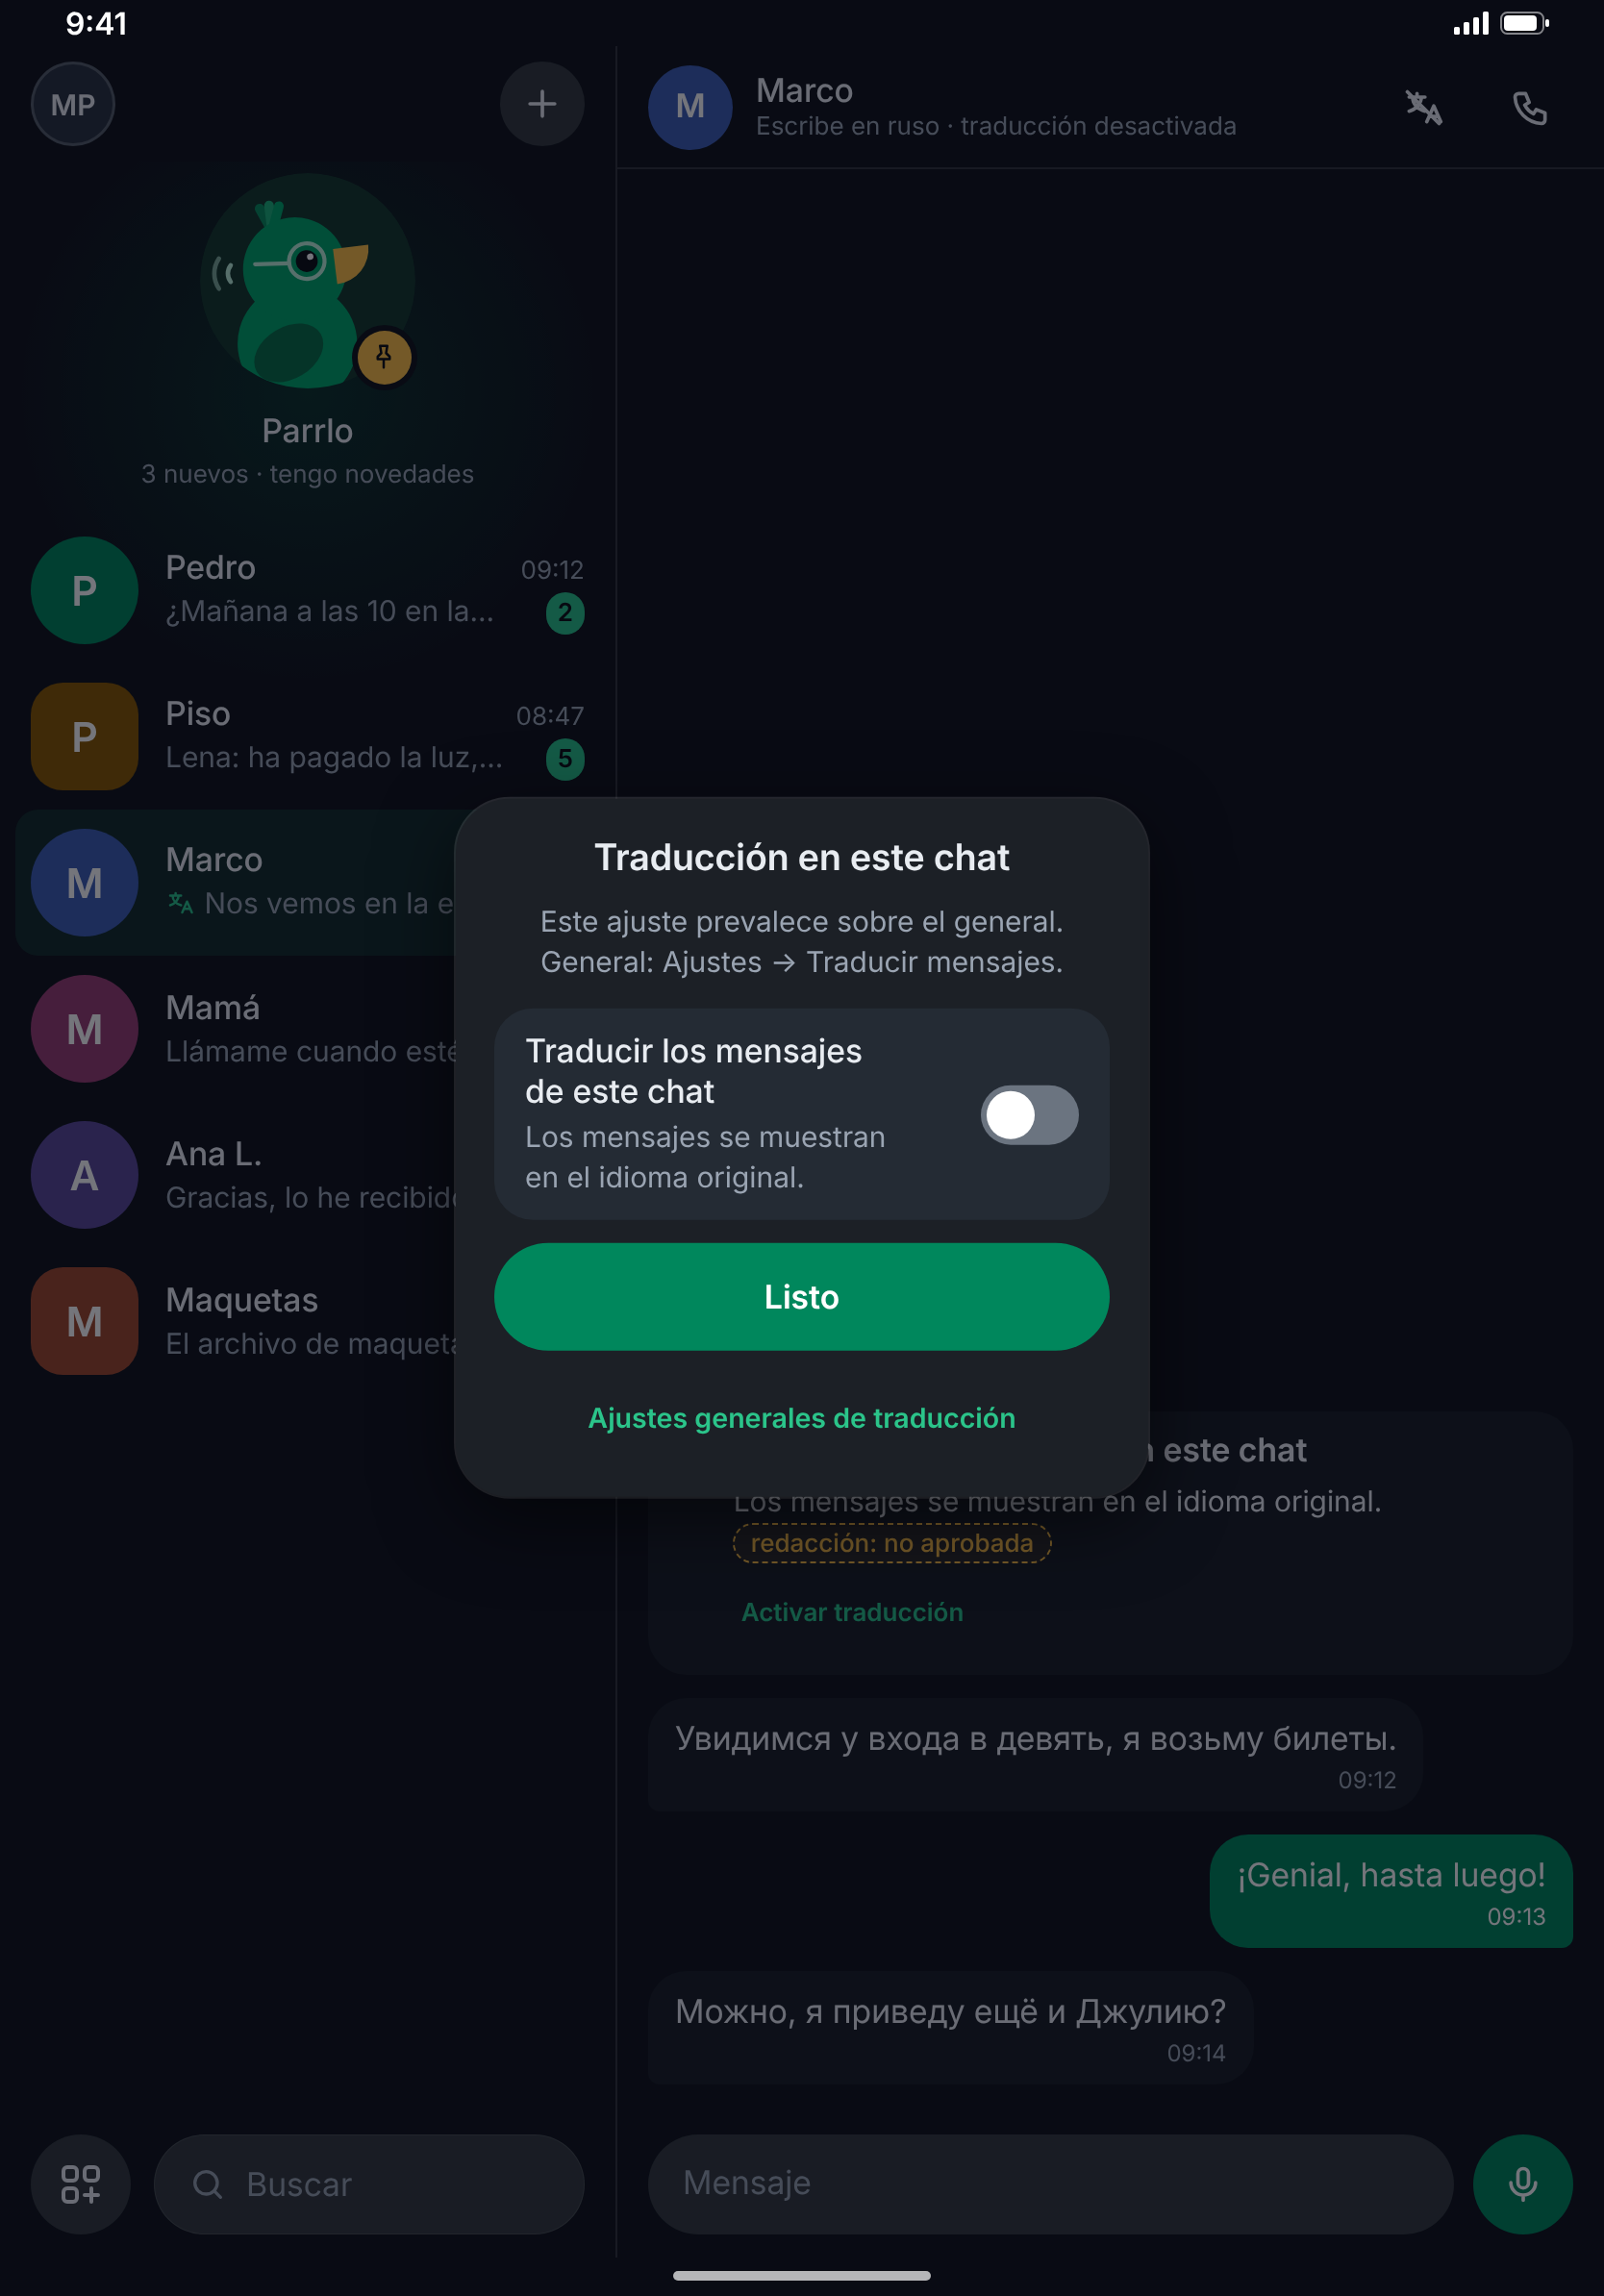 9:41
MP
Parrlo
3 nuevos · tengo novedades
P
Pedro
09:12
¿Mañana a las 10 en la...
2
P
Piso
08:47
Lena: ha pagado la luz,...
5
M
Marco
Nos vemos en la e
M
Mamá
Llámame cuando esté
A
Ana L.
Gracias, lo he recibido
M
Maquetas
El archivo de maqueta
Buscar
M
Marco
Escribe en ruso · traducción desactivada
Traducción en este chat
Este ajuste prevalece sobre el general.
General: Ajustes → Traducir mensajes.
Traducir los mensajes
de este chat
Los mensajes se muestran
en el idioma original.
Listo
Ajustes generales de traducción
este chat
Los mensajes se muestran en el idioma original.
redacción: no aprobada
Activar traducción
Увидимся у входа в девять, я возьму билеты.
09:12
¡Genial, hasta luego!
09:13
Можно, я приведу ещё и Джулию?
09:14
Mensaje